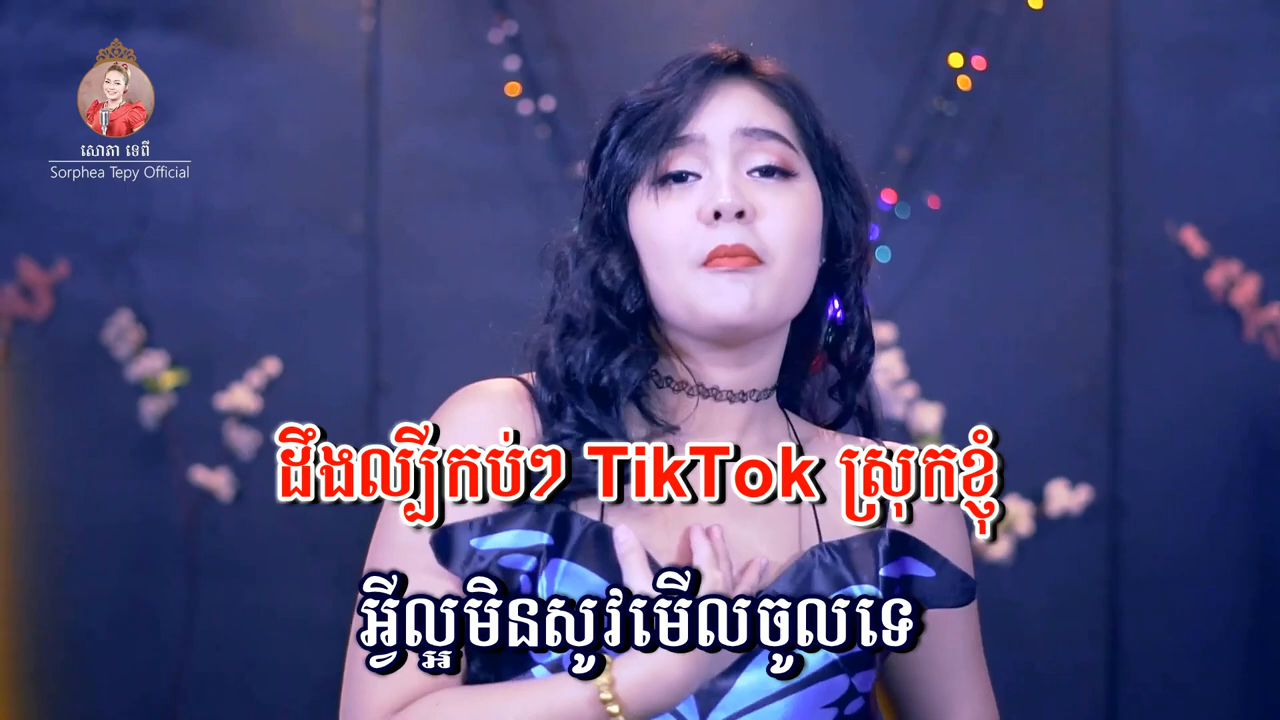 សោភា ទេពី
Sorphea Tepy Official
ដឹងល្បីកប់ៗ TikTok ស្រុកខ្ញុំ
អ្វីល្អមិនសូវមើលចូលទេ